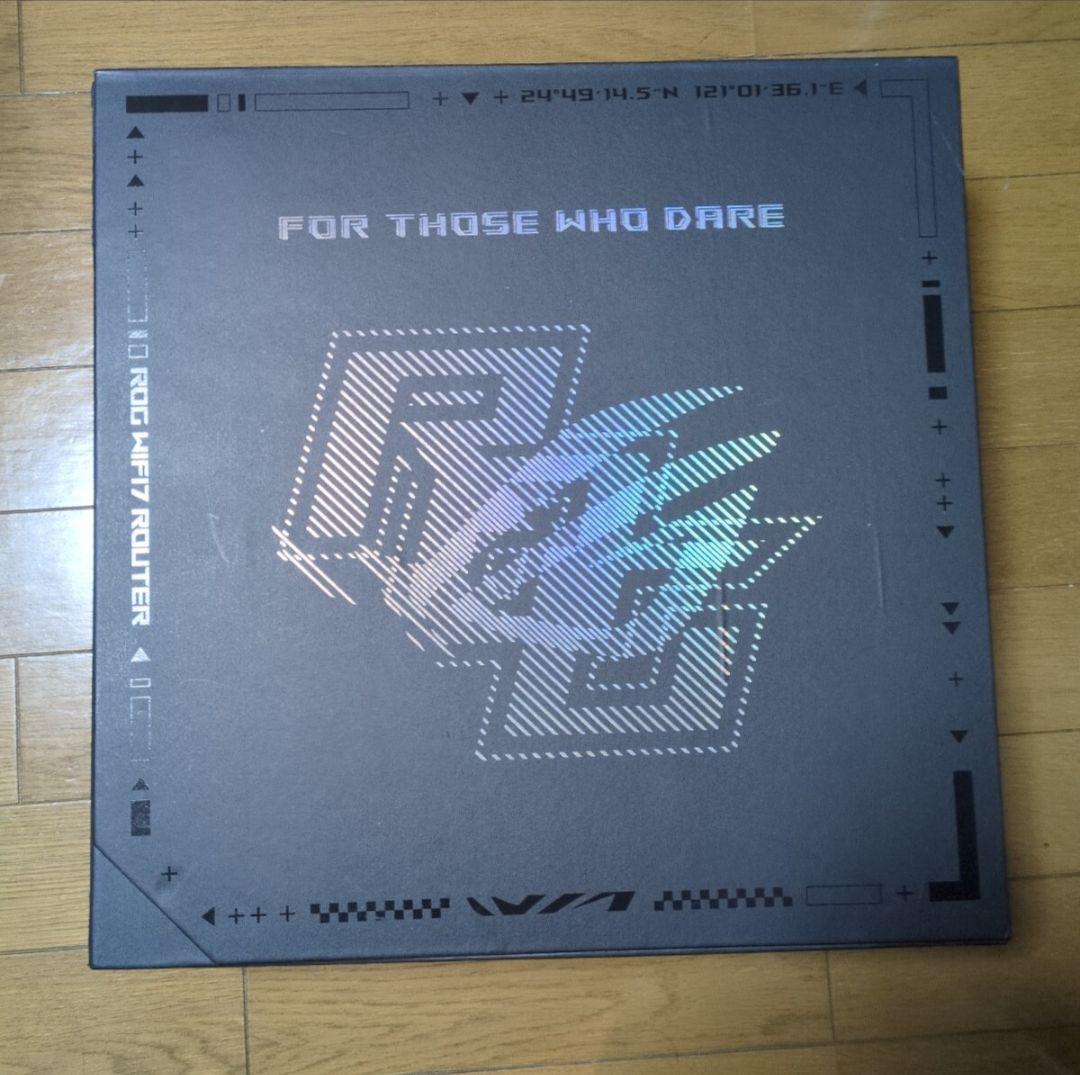 24°49'14.5"N 121°01'36.1"E
FOR THOSE WHO DARE
ROG WIFI7 ROUTER